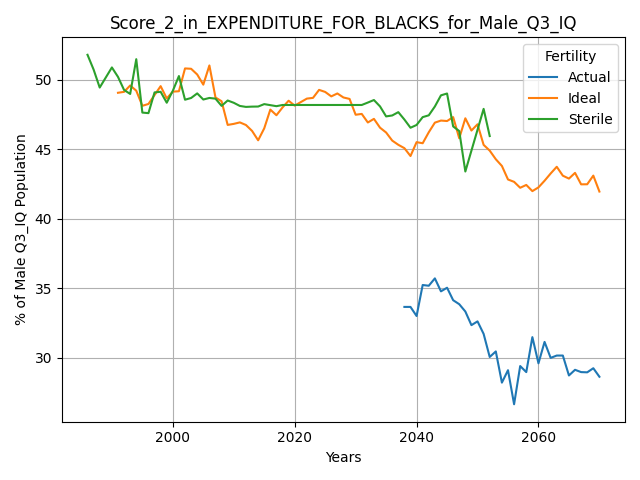 Score_2_in_EXPENDITURE_FOR_BLACKS_for_Male_Q3_IQ
Fertility
Actual
Ideal
Sterile
% of Male Q3_IQ Population
50
45
40
35
30
2000
2020
2040
2060
Years